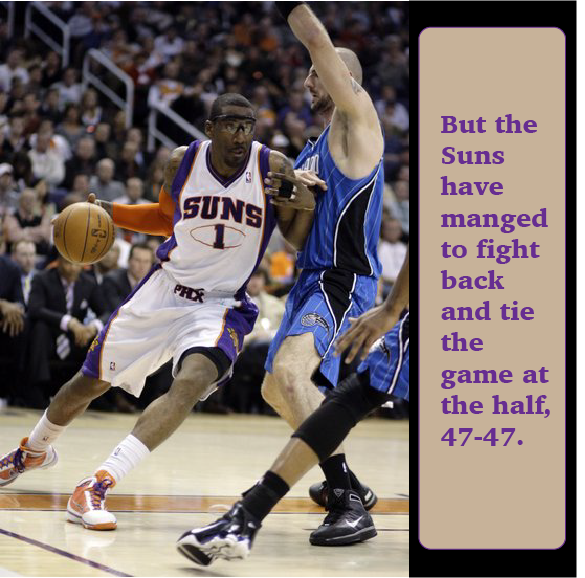 SUNS
1
PHX
But the
Suns
have
manged
to fight
back
and tie
the
game at
the half,
47-47.